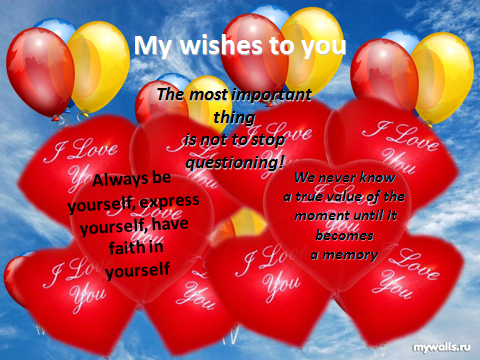 My wishes to you
The most important
thing
is not to stop
questioning!
Always be
yourself, express
yourself, have
faith in
yourself
We never know
a true value of the
moment until it
becomes
a memory
I Love
You
I Love
You
I Love
You
I Love
You
mywalls.ru